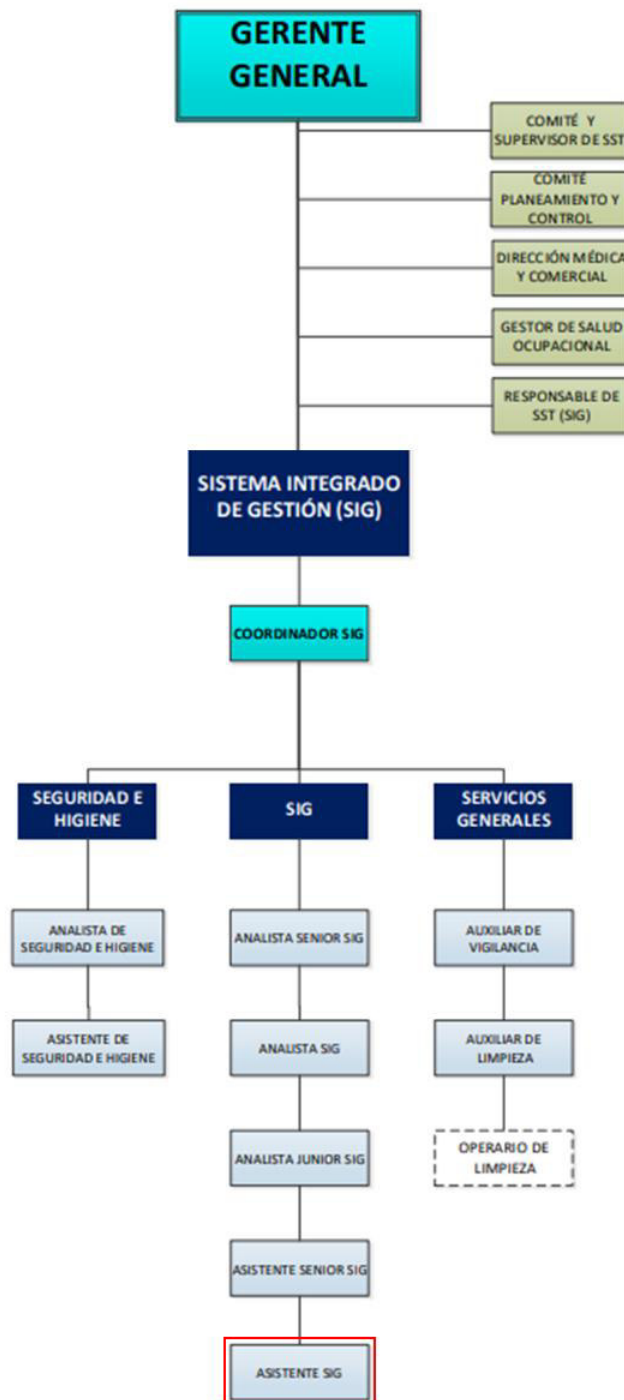 GERENTE
GENERAL
COMITÉ Y
SUPERVISOR DE SST
COMITÉ
PLANEAMIENTO Y
CONTROL
DIRECCIÓN MÉDICA
Y COMERCIAL
GESTOR DE SALUD
OCUPACIONAL
RESPONSABLE DE
SST (SIG)
SISTEMA INTEGRADO
DE GESTIÓN (SIG)
COORDINADOR SIG
SEGURIDAD E
HIGIENE
SIG
SERVICIOS
GENERALES
ANALISTA DE
SEGURIDAD E HIGIENE
ANALISTA SENIOR SIG
AUXILIAR DE
VIGILANCIA
ASISTENTE DE
SEGURIDAD E HIGIENE
ANALISTA SIG
AUXILIAR DE
LIMPIEZA
ANALISTA JUNIOR SIG
OPERARIO DE
LIMPIEZA
ASISTENTE SENIOR SIG
ASISTENTE SIG